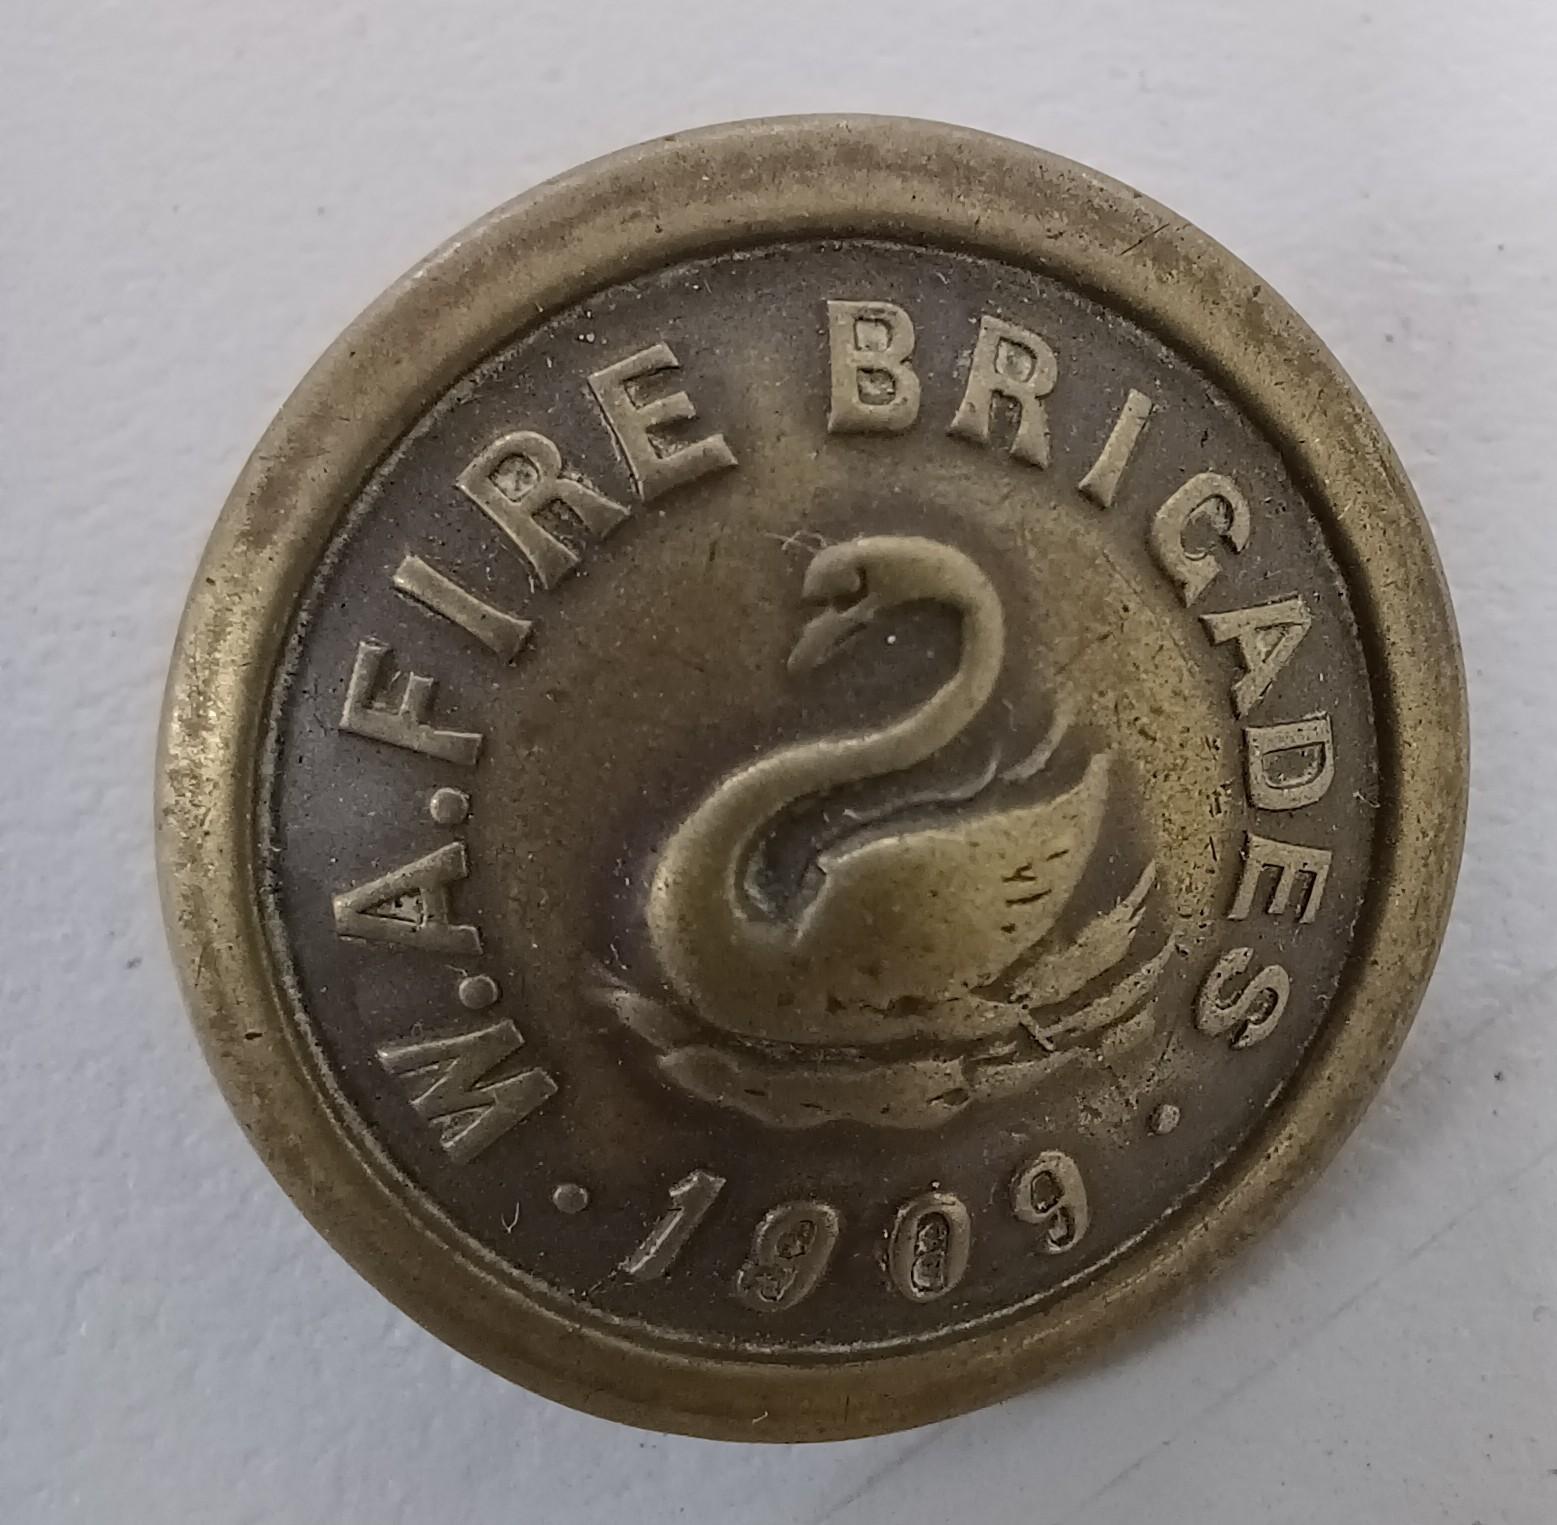 W.A.FIRE BRIGADES
· 1909 ·